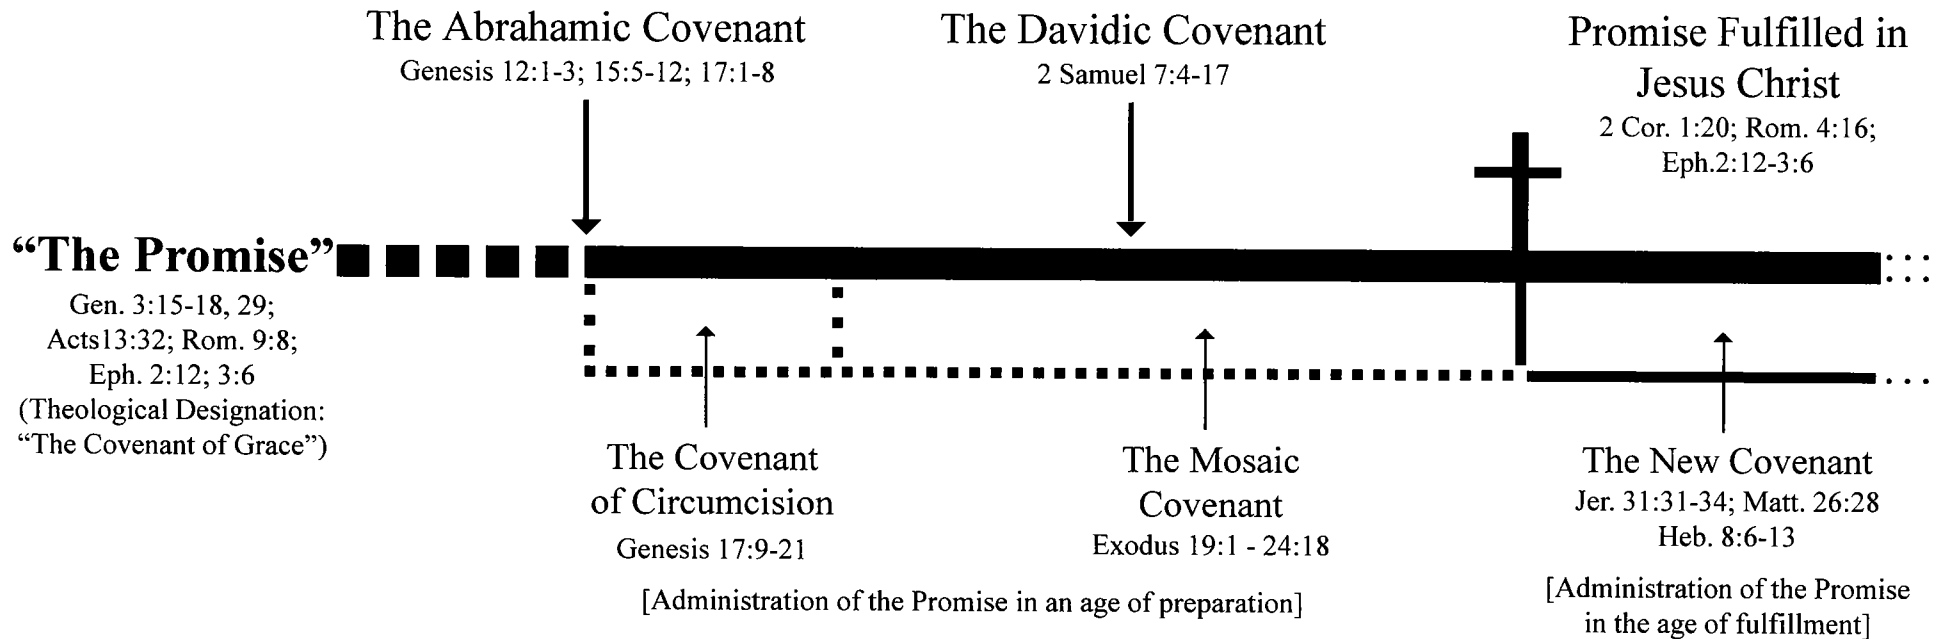 The Abrahamic Covenant
Genesis 12:1-3; 15:5-12; 17:1-8
The Davidic Covenant
2 Samuel 7:4-17
Promise Fulfilled in
Jesus Christ
2 Cor. 1:20; Rom. 4:16;
Eph.2:12-3:6
“The Promise”
Gen. 3:15-18, 29;
Acts13:32; Rom. 9:8;
Eph. 2:12; 3:6
(Theological Designation:
“The Covenant of Grace”)
The Covenant
of Circumcision
Genesis 17:9-21
The Mosaic
Covenant
Exodus 19:1 - 24:18
[Administration of the Promise in an age of preparation]
The New Covenant
Jer. 31:31-34; Matt. 26:28
Heb. 8:6-13
[Administration of the Promise
in the age of fulfillment]